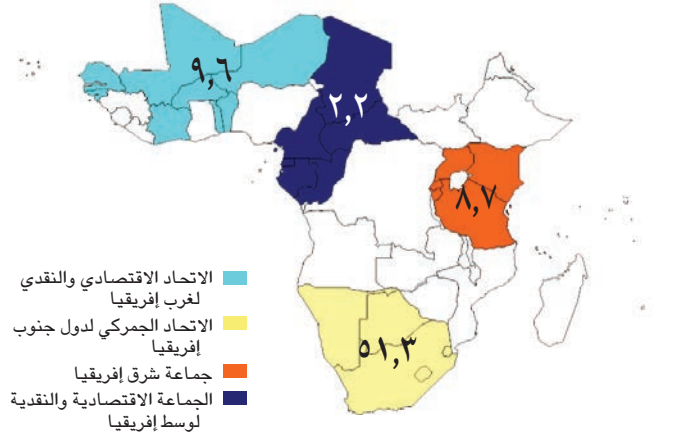 ٩,٦
٢,٢
٨,٧
٥١,٣
الاتحاد الاقتصادي والنقدي
لغرب إفريقيا
الاتحاد الجمركي لدول جنوب
إفريقيا
جماعة شرق إفريقيا
الجماعة الاقتصادية والنقدية
لوسط إفريقيا